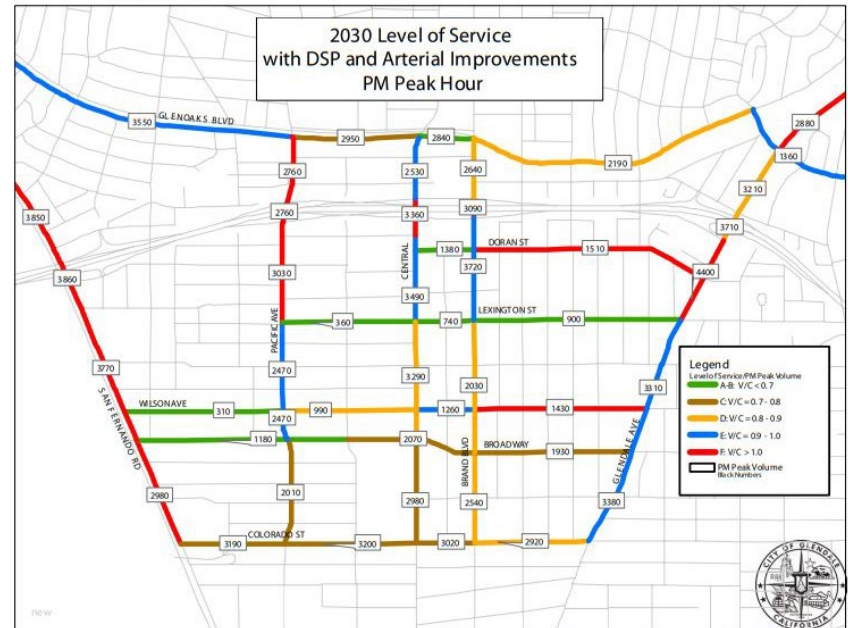 2030 Level of Service
with DSP and Arterial Improvements
PM Peak Hour
GLENOAKS BLVD
3550
2950
2840
2190
2880
1360
3210
3710
4400
2760
2760
3030
2530
3360
3490
2640
3090
3720
1380
DORAN ST
1510
CENTRAL
3850
3860
3770
SAN FERNANDO RD
2980
PACIFIC AVE
360
740
LEXINGTON ST
900
2470
2470
3290
2030
3310
WILSON AVE
310
990
1260
1430
1180
2070
BROADWAY
1930
BRAND BLVD
GLENDALE AVE
2010
2980
2540
3380
COLORADO ST
3190
3200
3020
2920
Legend
Level of Service/PM Peak Volume
A-B: V/C < 0.7
C: V/C = 0.7 - 0.8
D: V/C = 0.8 - 0.9
E: V/C = 0.9 - 1.0
F: V/C > 1.0
PM Peak Volume
Black Numbers
CITY OF GLENDALE
CALIFORNIA
new